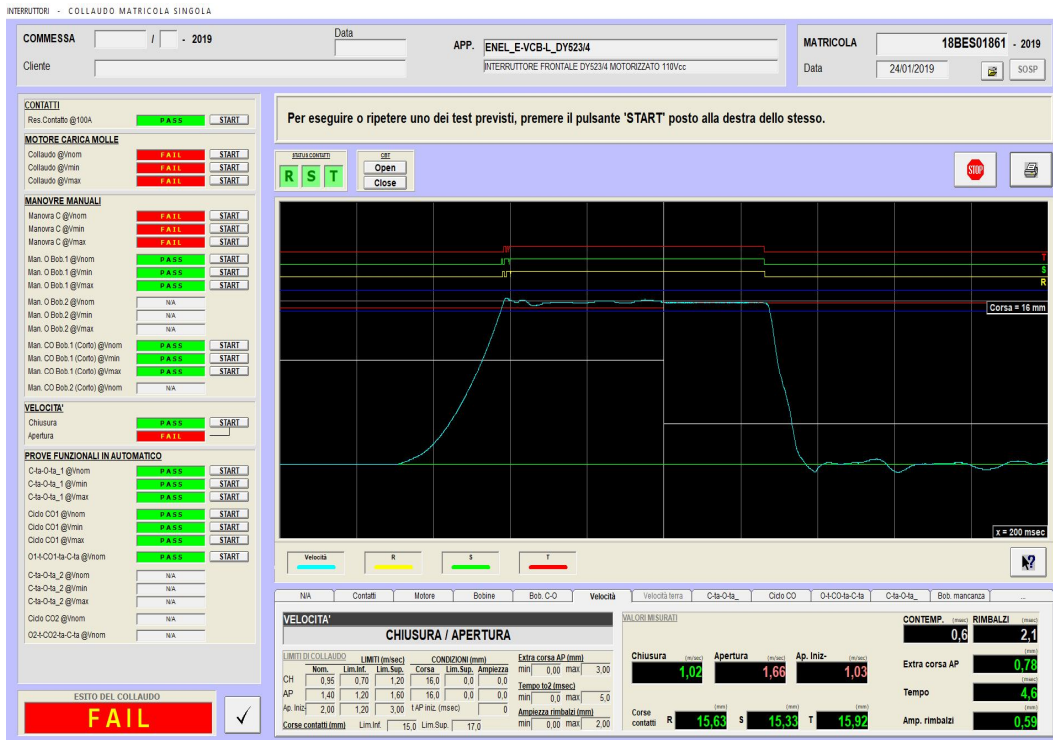 INTERRUTTORI - COLLAUDO MATRICOLA SINGOLA
COMMESSA / - 2019
Data
Cliente
APP. ENEL_E-VCB-L_DY523/4
INTERRUTTORE FRONTALE DY523/4 MOTORIZZATO 110Vcc
MATRICOLA 18BES01861 - 2019
Data 24/01/2019 SOSP
CONTATTI
Res.Contatto @100A PASS START
MOTORE CARICA MOLLE
Collaudo @Vnom FAIL START
Collaudo @Vmin FAIL START
Collaudo @Vmax FAIL START
MANOVRE MANUALI
Manovra C @Vnom FAIL START
Manovra C @Vmin FAIL START
Manovra C @Vmax FAIL START
Man. O Bob.1 @Vnom PASS START
Man. O Bob.1 @Vmin PASS START
Man. O Bob.1 @Vmax PASS START
Man. O Bob.2 @Vnom N/A
Man. O Bob.2 @Vmin N/A
Man. O Bob.2 @Vmax N/A
Man. CO Bob.1 (Corto) @Vnom PASS START
Man. CO Bob.1 (Corto) @Vmin PASS START
Man. CO Bob.1 (Corto) @Vmax PASS START
Man. CO Bob.2 (Corto) @Vnom N/A
VELOCITA'
Chiusura PASS START
Apertura FAIL
PROVE FUNZIONALI IN AUTOMATICO
C-ta-O-ta_1 @Vnom PASS START
C-ta-O-ta_1 @Vmin PASS START
C-ta-O-ta_1 @Vmax PASS START
Ciclo CO1 @Vnom PASS START
Ciclo CO1 @Vmin PASS START
Ciclo CO1 @Vmax PASS START
O1-t-CO1-ta-C-ta @Vnom PASS START
C-ta-O-ta_2 @Vnom N/A
C-ta-O-ta_2 @Vmin N/A
C-ta-O-ta_2 @Vmax N/A
Ciclo CO2 @Vnom N/A
O2-t-CO2-ta-C-ta @Vnom N/A
ESITO DEL COLLAUDO
FAIL
Per eseguire o ripetere uno dei test previsti, premere il pulsante 'START' posto alla destra dello stesso.
STATUS CONTATTI
R S T
CBT
Open
Close
STOP
T
S
R
Corsa = 16 mm
x = 200 msec
Velocità R S T
N/A Contatti Motore Bobine Bob. C-O Velocità Velocità terra C-ta-O-ta_ Ciclo CO O-t-CO-ta-C-ta C-ta-O-ta_ Bob. mancanza ...
VELOCITA'
CHIUSURA / APERTURA
LIMITI DI COLLAUDO LIMITI (m/sec) CONDIZIONI (mm)
Nom. Lim.Inf. Lim.Sup. Corsa Lim.Sup. Ampiezza
CH 0,95 0,70 1,20 16,0 0,0 0,0
AP 1,40 1,20 1,60 16,0 0,0 0,0
Ap. Iniz- 2,00 1,20 3,00 t AP iniz. (msec) 0
Corse contatti (mm) Lim.Inf. 15,0 Lim.Sup. 17,0
Extra corsa AP (mm)
min 0,00 max 3,00
Tempo to2 (msec)
min 0,0 max 5,0
Ampiezza rimbalzi (mm)
min 0,00 max 2,00
VALORI MISURATI
Chiusura (m/sec) 1,02
Apertura (m/sec) 1,66
Ap. Iniz- (m/sec) 1,03
Corse contatti R (mm) 15,63 S (mm) 15,33 T (mm) 15,92
CONTEMP. (msec) RIMBALZI (msec)
0,6 2,1
Extra corsa AP (mm) 0,78
Tempo (msec) 4,6
Amp. rimbalzi (mm) 0,59